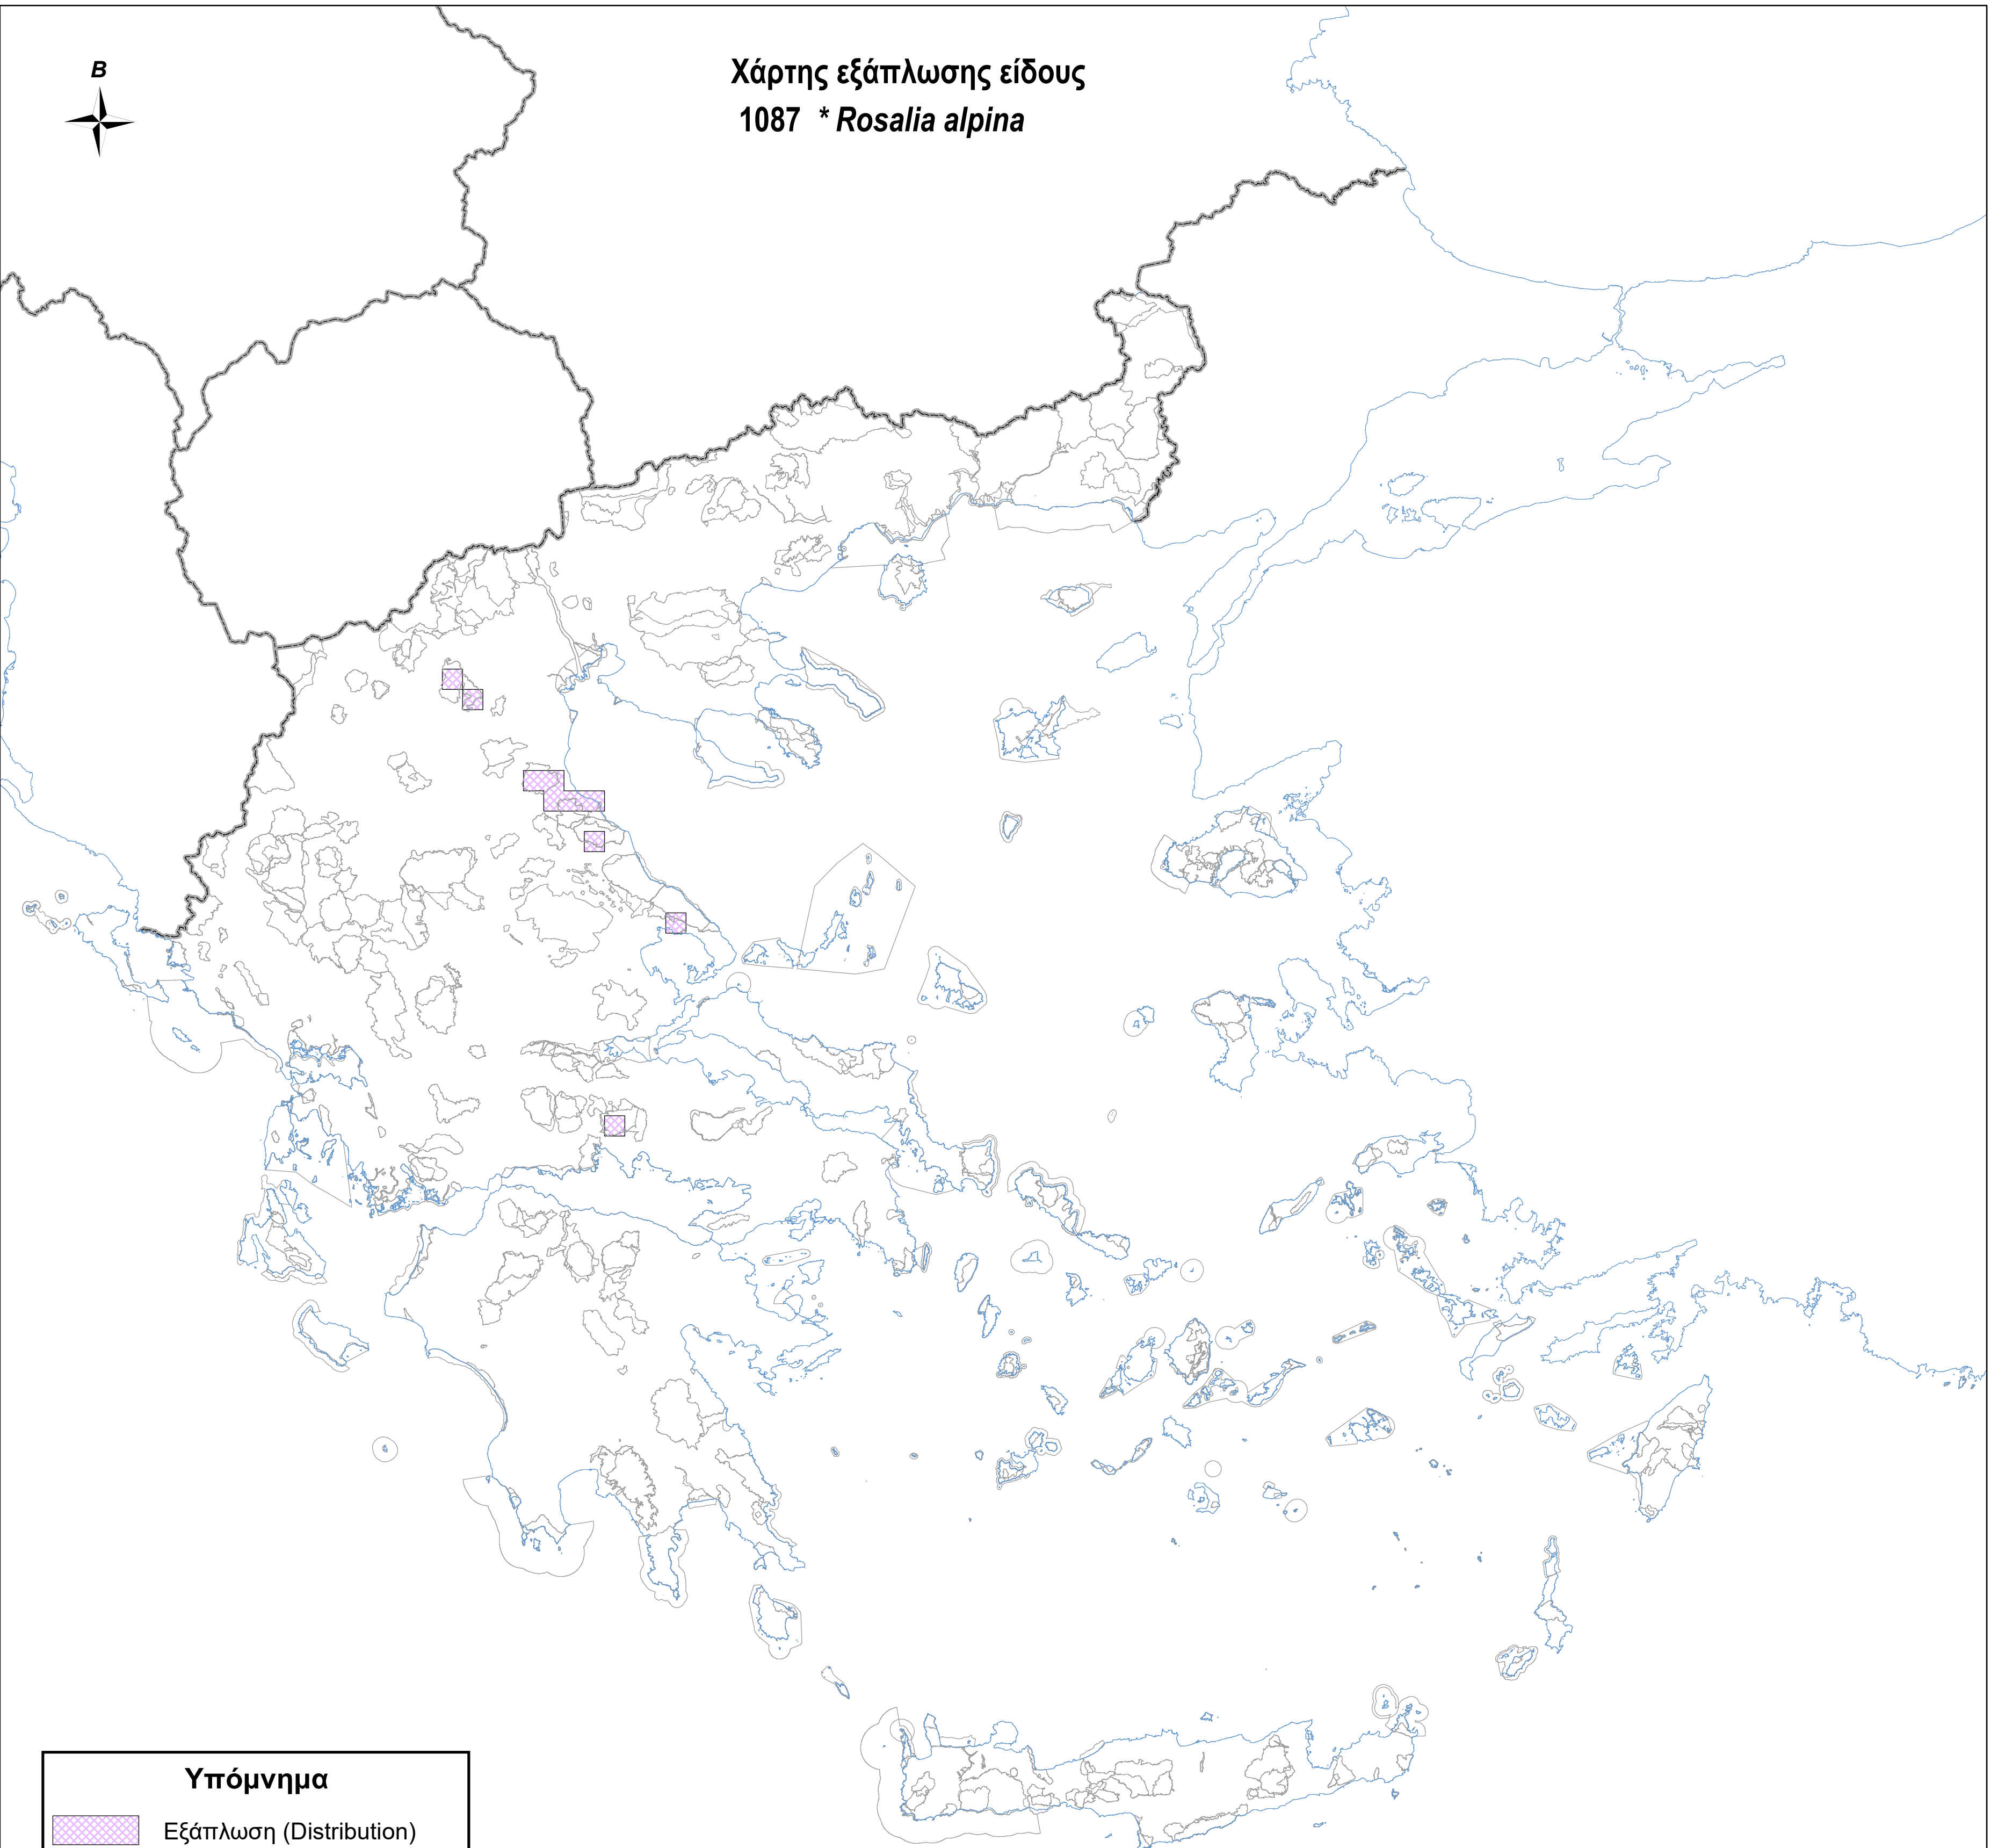 Β
Χάρτης εξάπλωσης είδους
1087 * Rosalia alpina
Υπόμνημα
Εξάπλωση (Distribution)